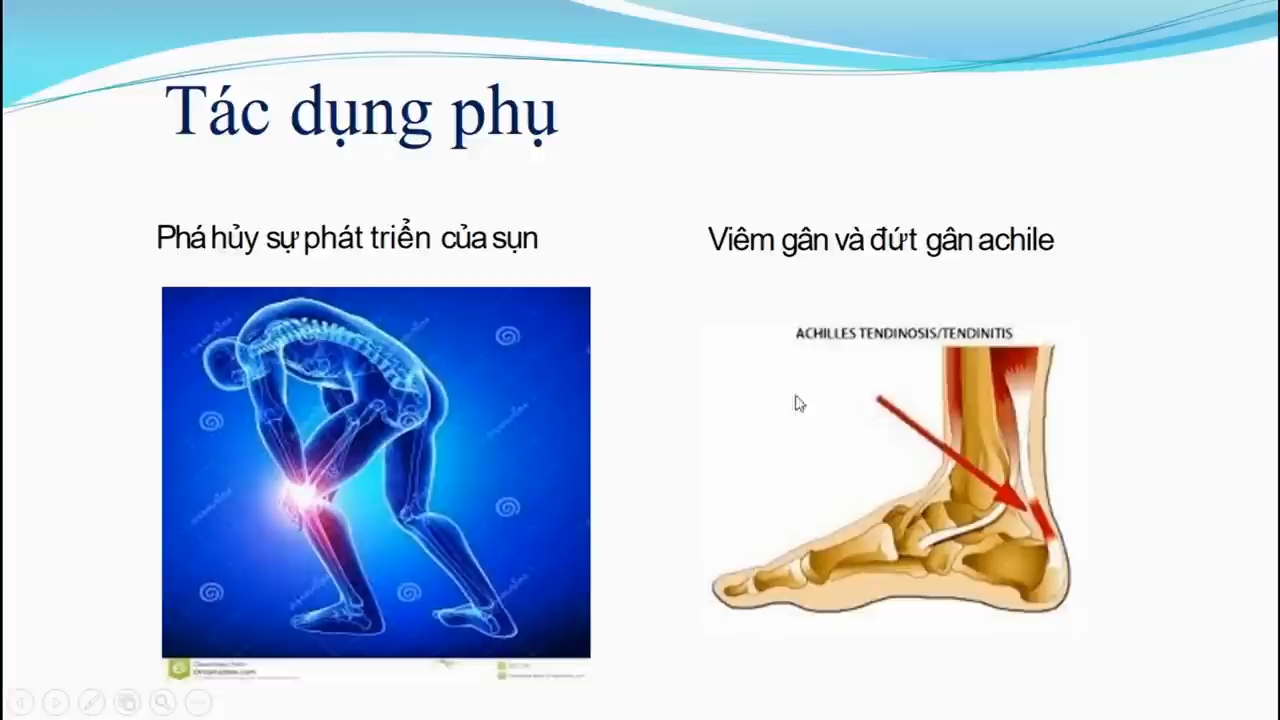 Tác dụng phụ
Phá hủy sự phát triển của sụn
Viêm gân và đứt gân achile
ACHILLES TENDINOSIS/TENDINITIS